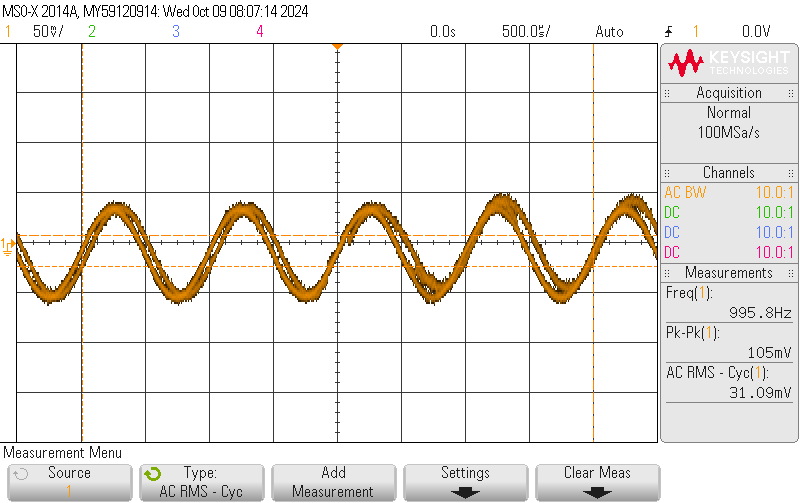 MSO-X 2014A, MY59120914: Wed Oct 09 08:07:14 2024
1 50mV/ 2 3 4 0.0s 500.0us/ Auto 1 0.0V
KEYSIGHT
TECHNOLOGIES
Acquisition
Normal
100MSa/s
Channels
AC BW 10.0:1
DC 10.0:1
DC 10.0:1
DC 10.0:1
Measurements
Freq(1):
995.8Hz
Pk-Pk(1):
105mV
AC RMS - Cyc(1):
31.09mV
1
Measurement Menu
Source
1
Type:
AC RMS - Cyc
Add
Measurement
Settings
Clear Meas